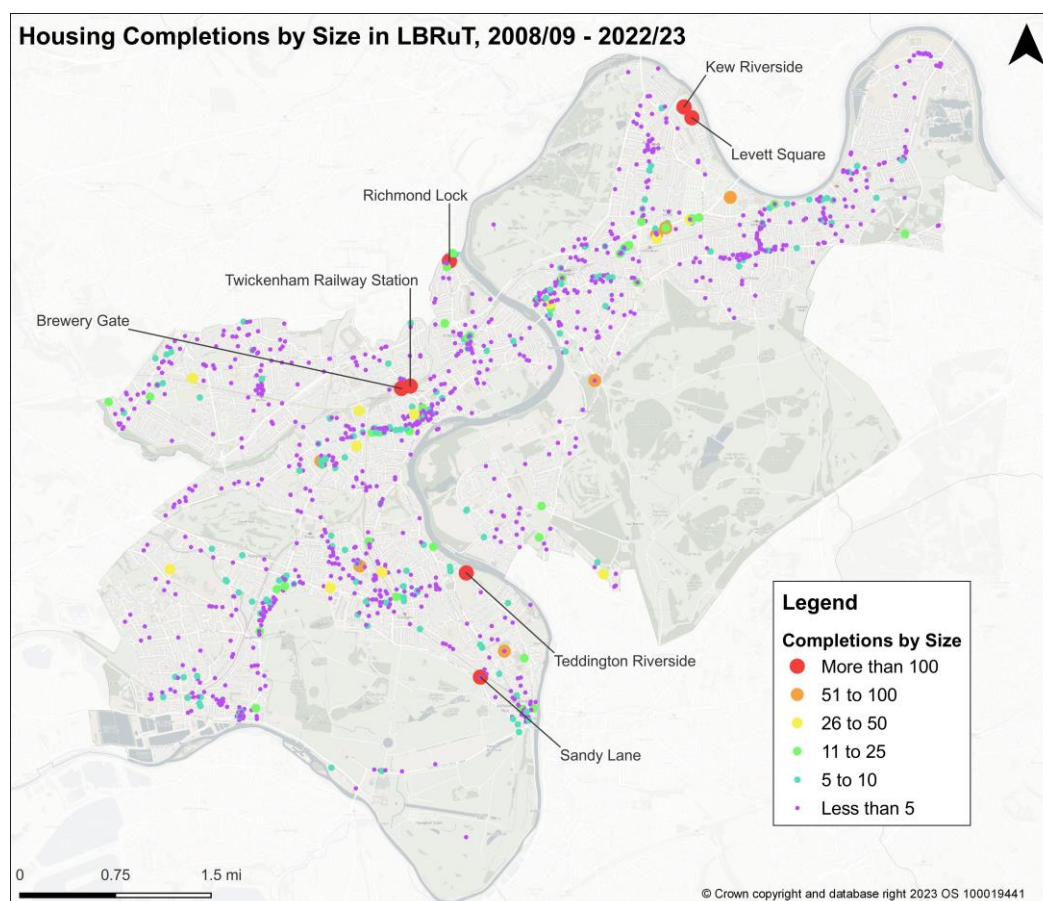 Housing Completions by Size in LBRuT, 2008/09 - 2022/23
Kew Riverside
Levett Square
Richmond Lock
Twickenham Railway Station
Brewery Gate
Teddington Riverside
Sandy Lane
Legend
Completions by Size
More than 100
51 to 100
26 to 50
11 to 25
5 to 10
Less than 5
0 0.75 1.5 mi
© Crown copyright and database right 2023 OS 100019441